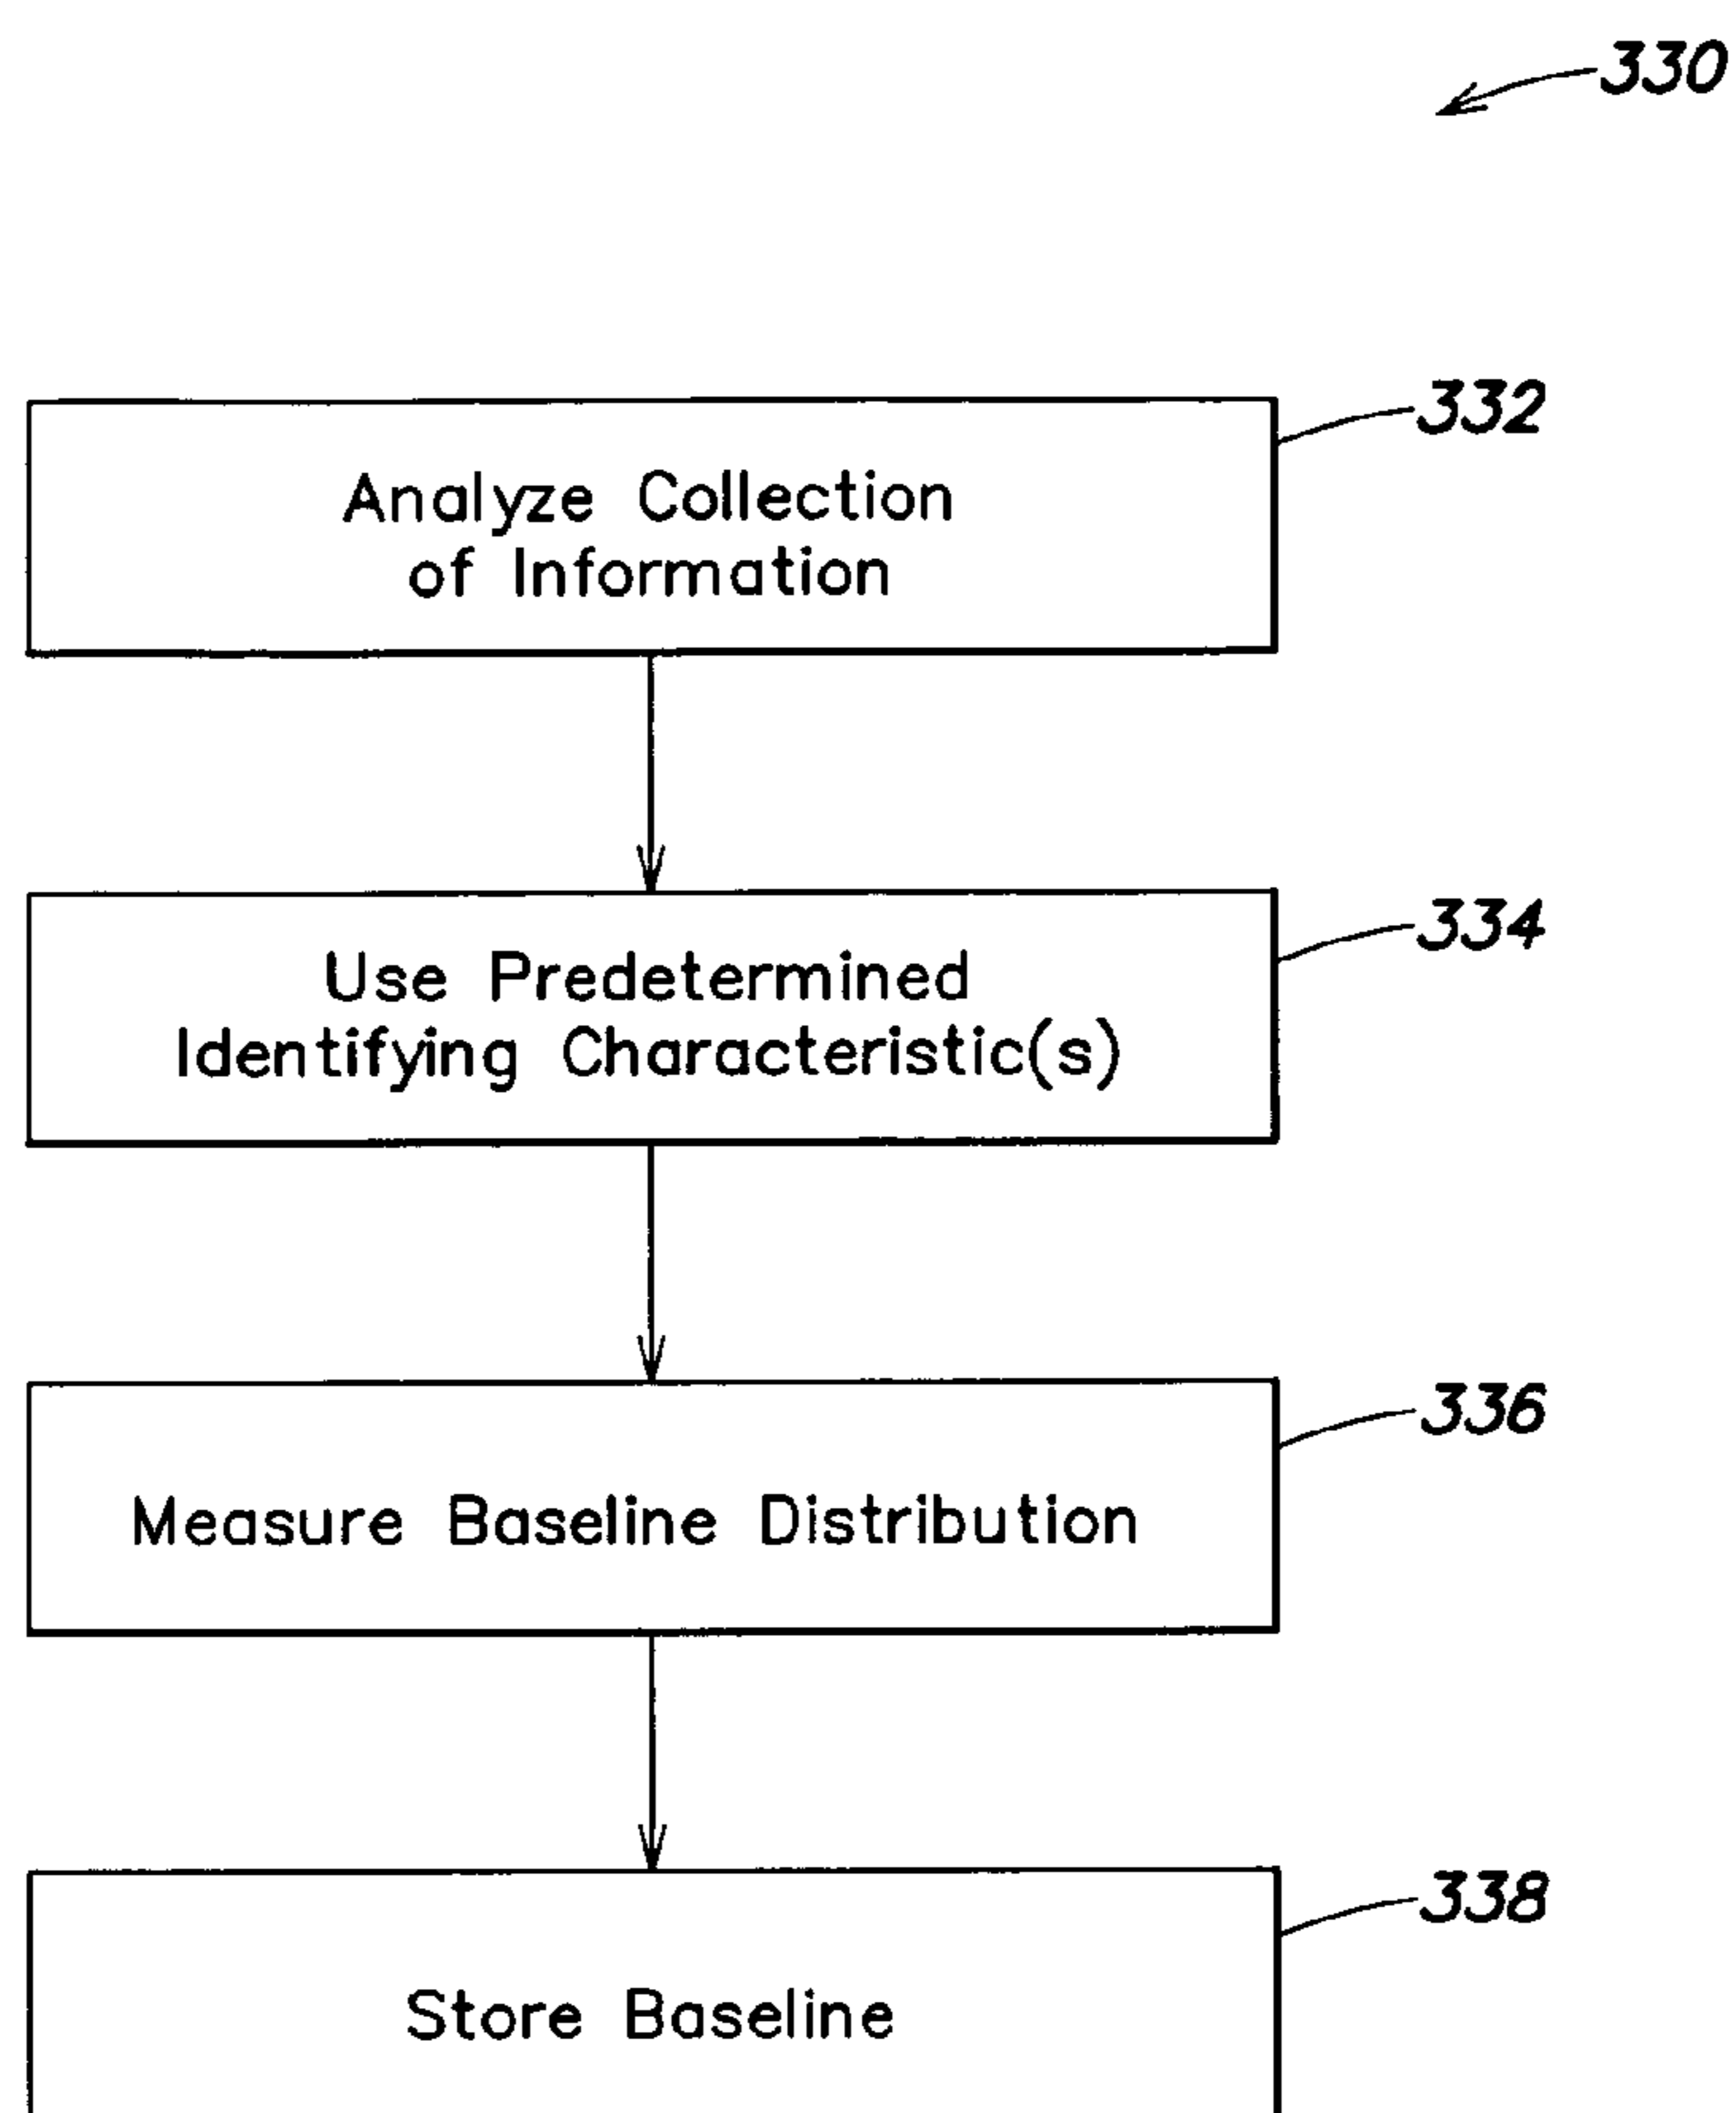 330
332
Analyze Collection
of Information
334
Use Predetermined
Identifying Characteristic(s)
336
Measure Baseline Distribution
338
Store Baseline